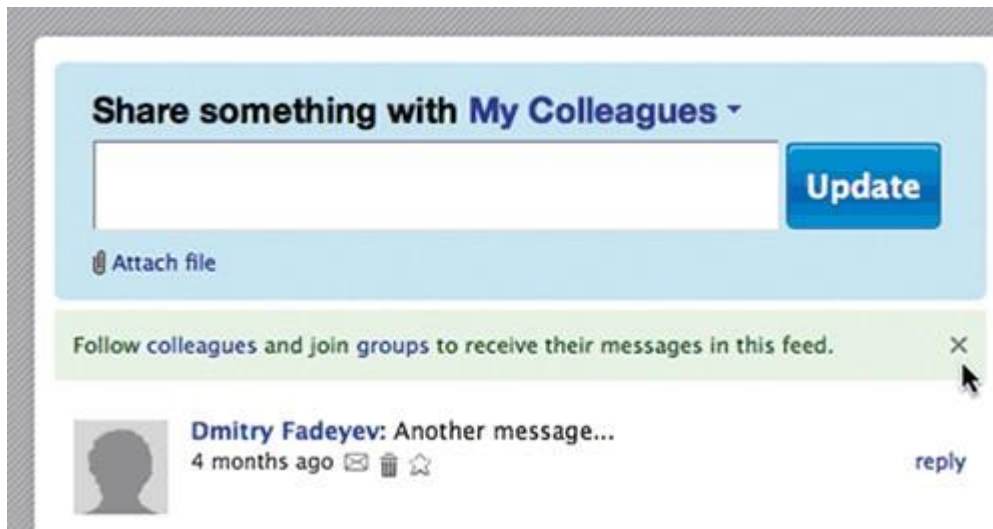 Share something with My Colleagues
Update
Attach file
Follow colleagues and join groups to receive their messages in this feed.
Dmitry Fadeyev: Another message...
4 months ago
reply